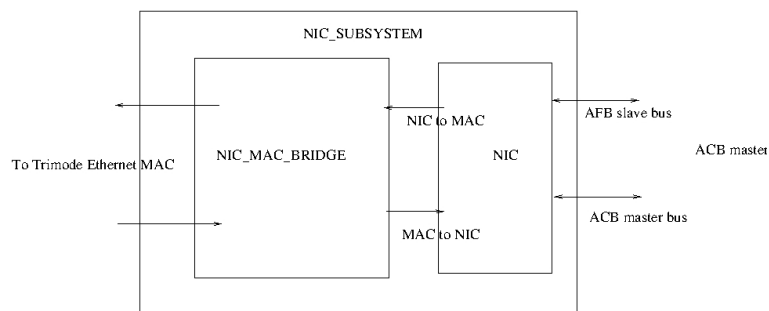 NIC_SUBSYSTEM
NIC to MAC
AFB slave bus
To Trimode Ethernet MAC
NIC_MAC_BRIDGE
NIC
ACB master
MAC to NIC
ACB master bus